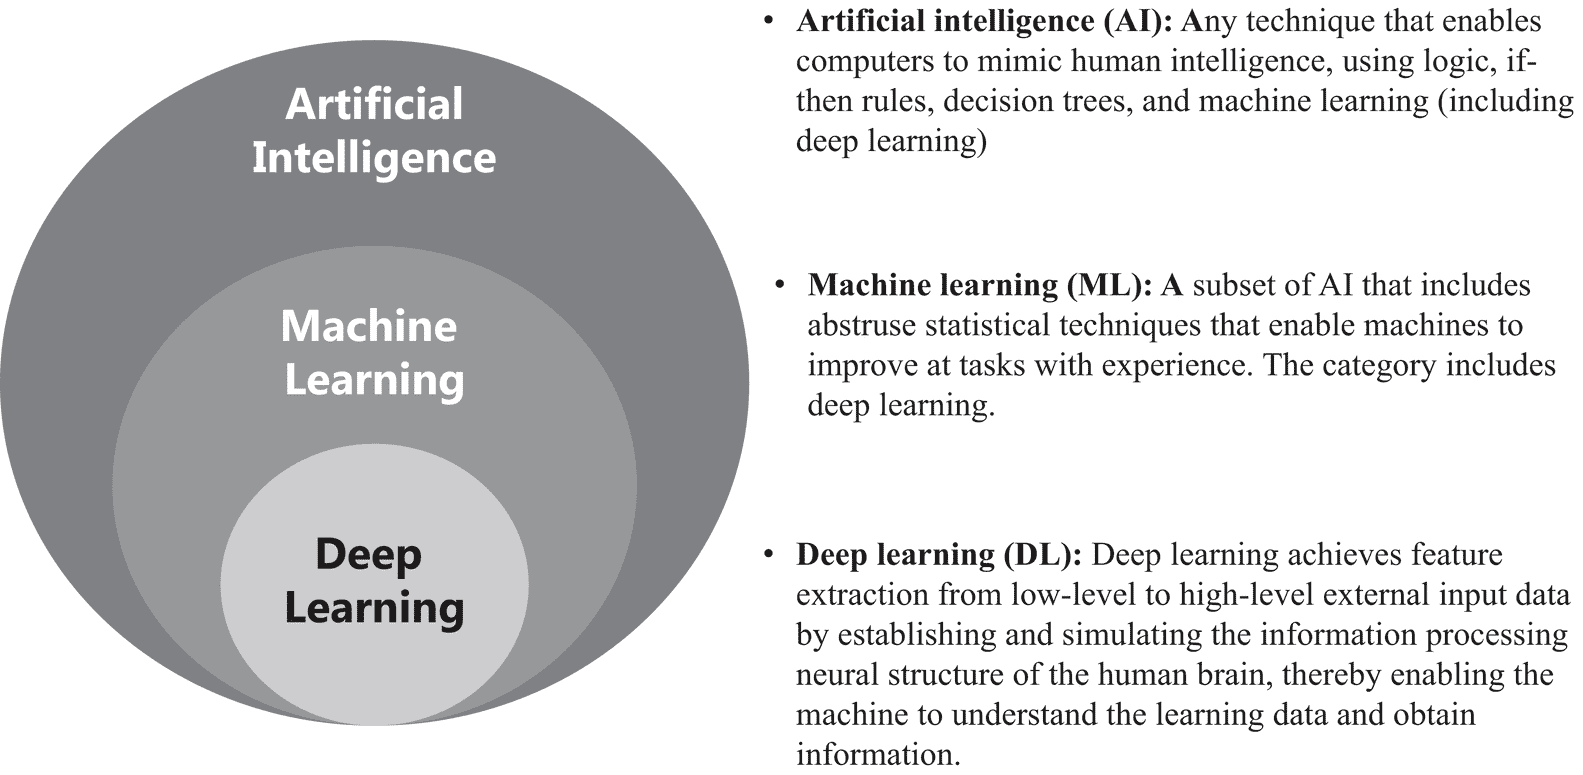 Artificial
Intelligence
Machine
Learning
Deep
Learning
• Artificial intelligence (AI): Any technique that enables
computers to mimic human intelligence, using logic, if-
then rules, decision trees, and machine learning (including
deep learning)
• Machine learning (ML): A subset of AI that includes
abstruse statistical techniques that enable machines to
improve at tasks with experience. The category includes
deep learning.
• Deep learning (DL): Deep learning achieves feature
extraction from low-level to high-level external input data
by establishing and simulating the information processing
neural structure of the human brain, thereby enabling the
machine to understand the learning data and obtain
information.